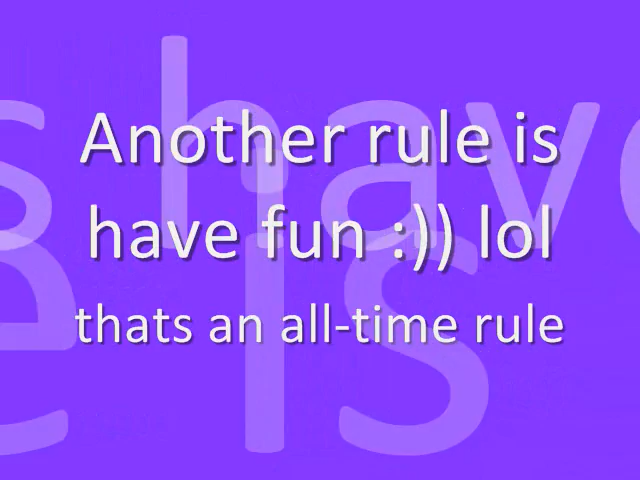 Another rule is
have fun :)) lol
thats an all-time rule